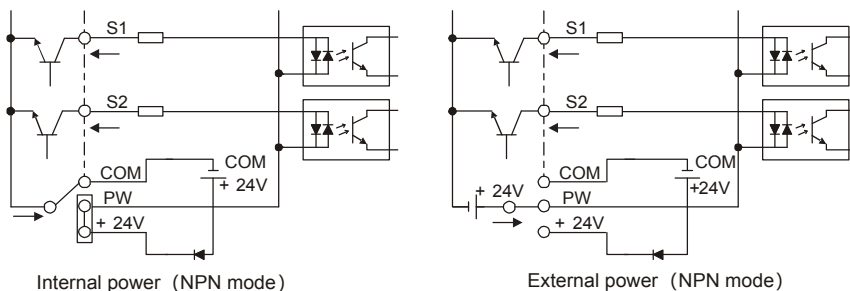 S1
S2
COM
COM
+ 24V
PW
+ 24V
Internal power（NPN mode）
S1
S2
COM
COM
+24V
+ 24V
PW
+ 24V
External power（NPN mode）